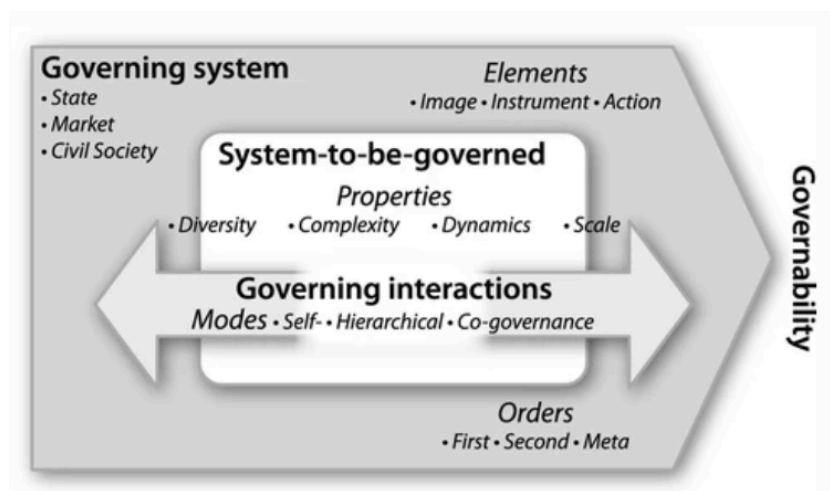 Governing system
• State
• Market
• Civil Society
Elements
• Image • Instrument • Action
System-to-be-governed
Properties
• Diversity • Complexity • Dynamics • Scale
Governing interactions
Modes • Self- • Hierarchical • Co-governance
Orders
• First • Second • Meta
Governability